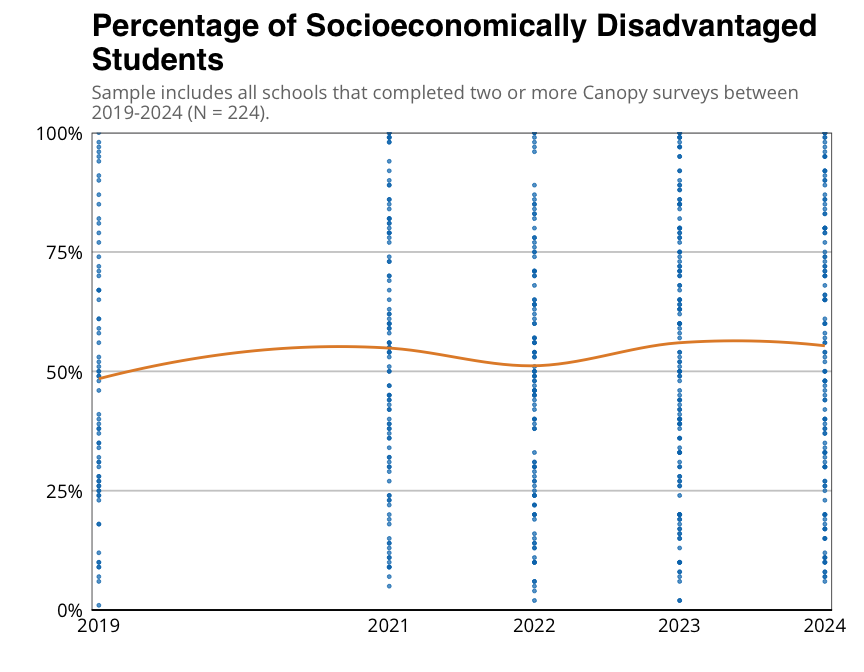 Percentage of Socioeconomically Disadvantaged
Students
Sample includes all schools that completed two or more Canopy surveys between
2019-2024 (N = 224).
100%
75%
50%
25%
0%
2019 2021 2022 2023 2024